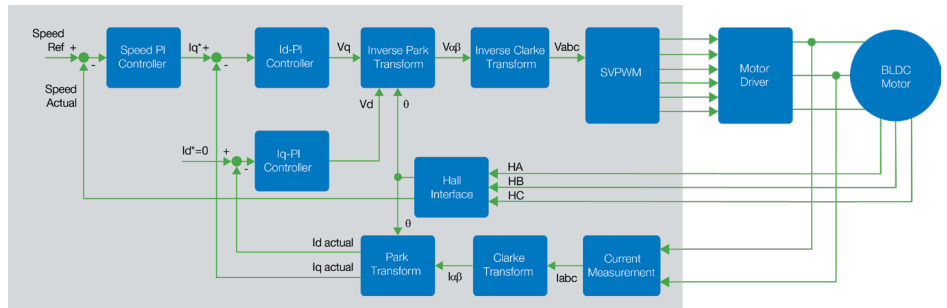 Speed
Ref
+
-
Speed PI
Controller
Iq*+
-
Id-PI
Controller
Vq
Inverse Park
Transform
Vαβ
Inverse Clarke
Transform
Vabc
SVPWM
Motor
Driver
BLDC
Motor
Speed
Actual
Vd
θ
Id*=0
+
-
Iq-PI
Controller
Hall
Interface
HA
HB
HC
θ
Id actual
Iq actual
Park
Transform
Iαβ
Clarke
Transform
Iabc
Current
Measurement